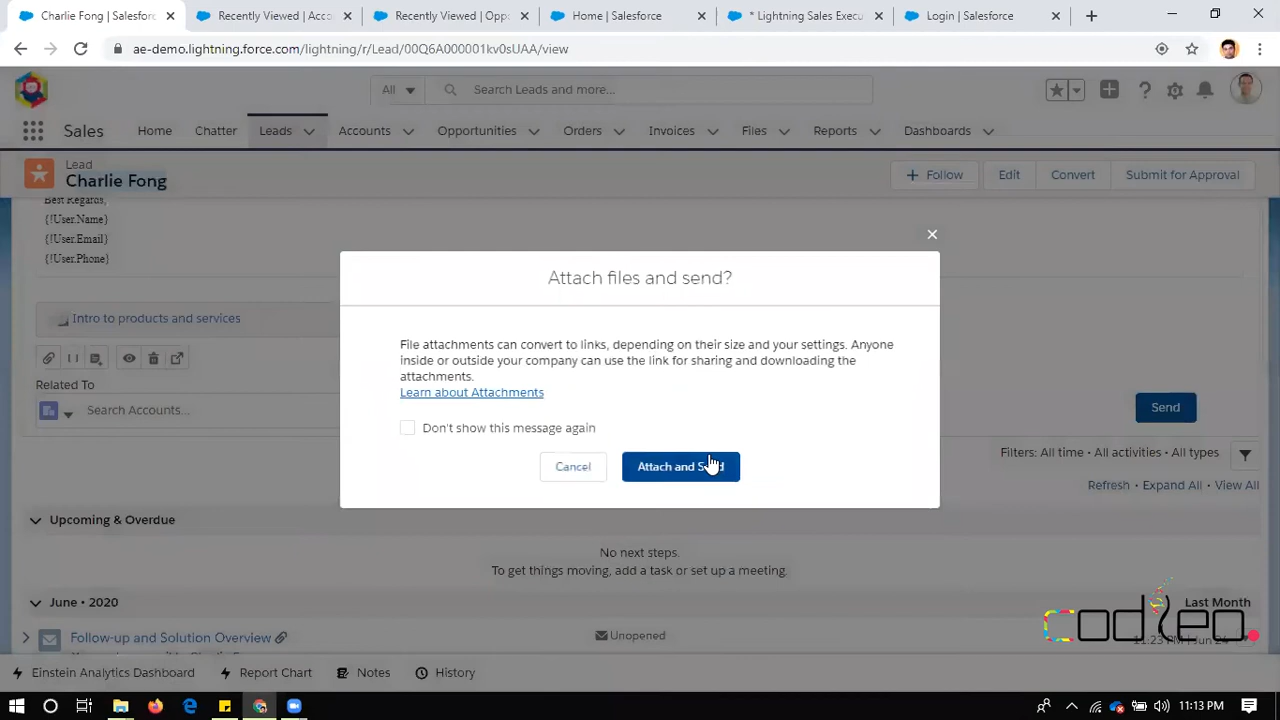 Charlie Fong | Salesforce
Recently Viewed | Acco
Recently Viewed | Oppo
Home | Salesforce
* Lightning Sales Execu
Login | Salesforce
ae-demo.lightning.force.com/lightning/r/Lead/00Q6A000001kv0sUAA/view
All
Search Leads and more...
Sales
Home
Chatter
Leads
Accounts
Opportunities
Orders
Invoices
Files
Reports
Dashboards
Lead
Charlie Fong
Follow
Edit
Convert
Submit for Approval
Best Regards,
{!User.Name}
{!User.Email}
{!User.Phone}
Intro to products and services
Related To
Search Accounts...
Send
Attach files and send?
File attachments can convert to links, depending on their size and your settings. Anyone
inside or outside your company can use the link for sharing and downloading the
attachments.
Learn about Attachments
Don't show this message again
Cancel
Attach and Send
Filters: All time • All activities • All types
Refresh • Expand All • View All
Upcoming & Overdue
No next steps.
To get things moving, add a task or set up a meeting.
June • 2020
Last Month
Follow-up and Solution Overview
Unopened
11:23 PM | Jun 24
codleo
Einstein Analytics Dashboard
Report Chart
Notes
History
11:13 PM